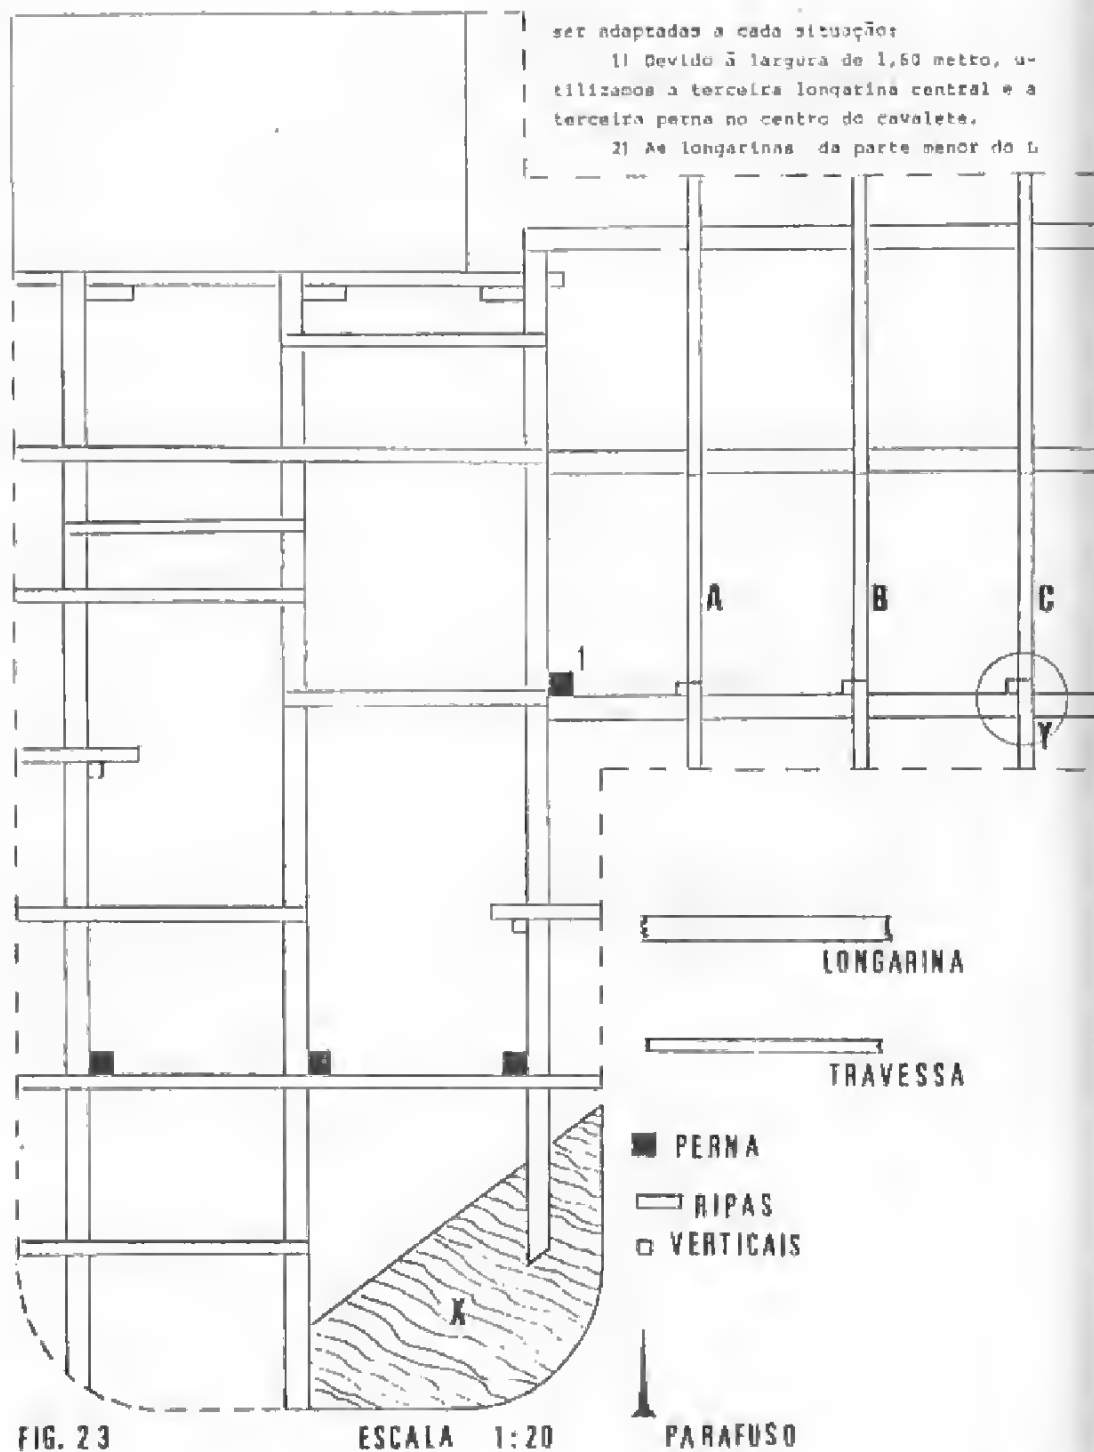 ser adaptadas a cada situação:
1) Devido à largura de 1,60 metro, u-
tilizamos a terceira longarina central e a
terceira perna no centro do cavalete.
2) As longarinas da parte menor do L
A
B
C
1
Y
LONGARINA
TRAVESSA
PERNA
RIPAS
VERTICAIS
X
PARAFUSO
FIG. 23
ESCALA 1:20